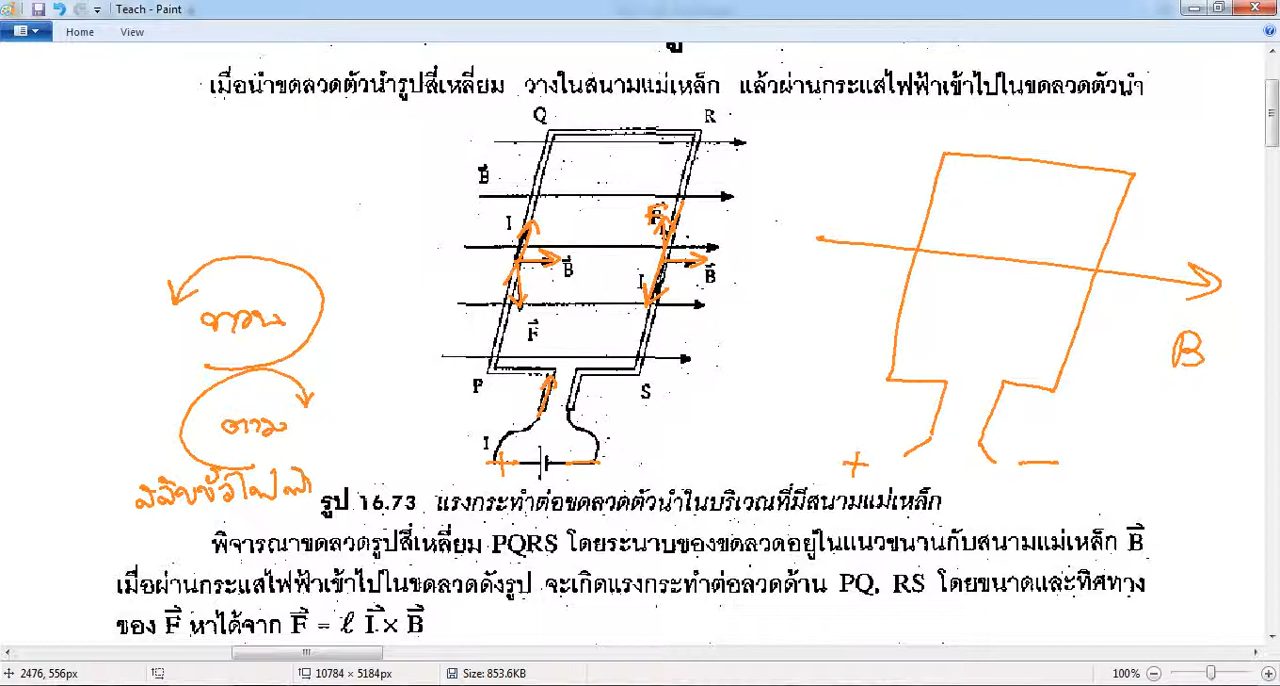 Teach - Paint
Home View
เมื่อนำขดลวดตัวนำรูปสี่เหลี่ยม วางในสนามแม่เหล็ก แล้วผ่านกระแสไฟฟ้าเข้าไปในขดลวดตัวนำ
Q R
B
I F
B B
I
F
P S
I + −
ทวน
ตาม
B
+ −
รูป 16.73 แรงกระทำต่อขดลวดตัวนำในบริเวณที่มีสนามแม่เหล็ก
พิจารณาขดลวดรูปสี่เหลี่ยม PQRS โดยระนาบของขดลวดอยู่ในแนวขนานกับสนามแม่เหล็ก B⃗
เมื่อผ่านกระแสไฟฟ้าเข้าไปในขดลวดดังรูป จะเกิดแรงกระทำต่อลวดด้าน PQ, RS โดยขนาดและทิศทาง
ของ F⃗ หาได้จาก F⃗ = ℓ I⃗ × B⃗
2476, 556px 10784 × 5184px Size: 853.6KB 100%